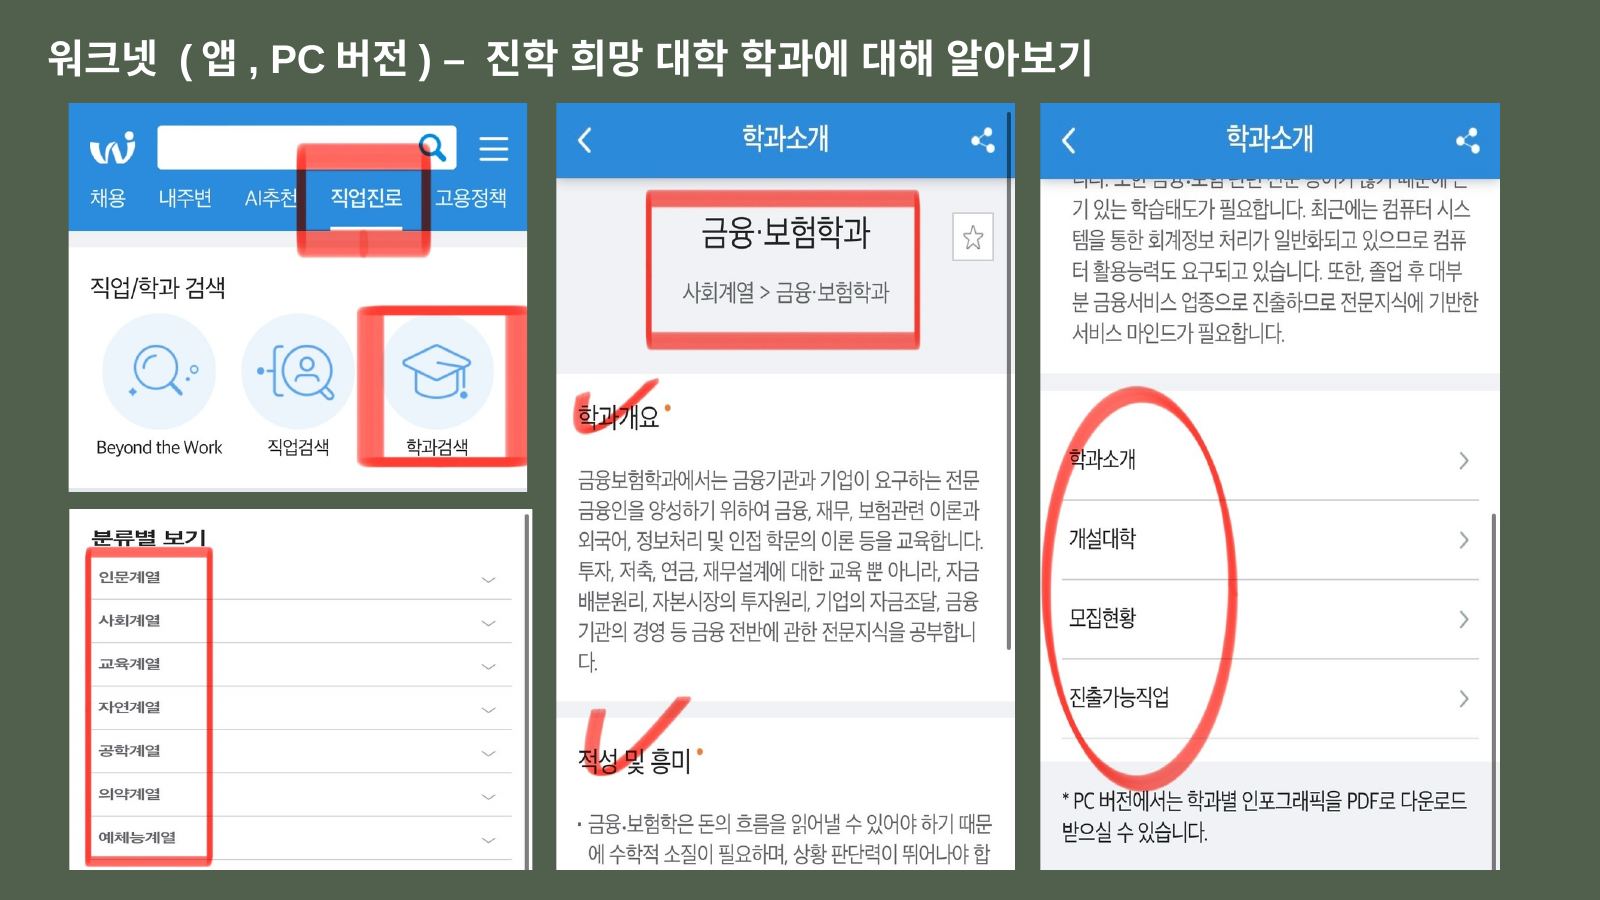 워크넷 ( 앱 , PC 버전 ) – 진학 희망 대학 학과에 대해 알아보기
채용 내주변 AI추천 직업진로 고용정책
직업/학과 검색
Beyond the Work 직업검색 학과검색
분류별 보기
인문계열
사회계열
교육계열
자연계열
공학계열
의약계열
예체능계열
학과소개
금융·보험학과
사회계열 > 금융·보험학과
학과개요
금융보험학과에서는 금융기관과 기업이 요구하는 전문
금융인을 양성하기 위하여 금융, 재무, 보험관련 이론과
외국어, 정보처리 및 인접 학문의 이론 등을 교육합니다.
투자, 저축, 연금, 재무설계에 대한 교육 뿐 아니라, 자금
배분원리, 자본시장의 투자원리, 기업의 자금조달, 금융
기관의 경영 등 금융 전반에 관한 전문지식을 공부합니
다.
적성 및 흥미
· 금융·보험학은 돈의 흐름을 읽어낼 수 있어야 하기 때문
에 수학적 소질이 필요하며, 상황 판단력이 뛰어나야 합
학과소개
기 있는 학습태도가 필요합니다. 최근에는 컴퓨터 시스
템을 통한 회계정보 처리가 일반화되고 있으므로 컴퓨
터 활용능력도 요구되고 있습니다. 또한, 졸업 후 대부
분 금융서비스 업종으로 진출하므로 전문지식에 기반한
서비스 마인드가 필요합니다.
학과소개
개설대학
모집현황
진출가능직업
* PC 버전에서는 학과별 인포그래픽을 PDF로 다운로드
받으실 수 있습니다.